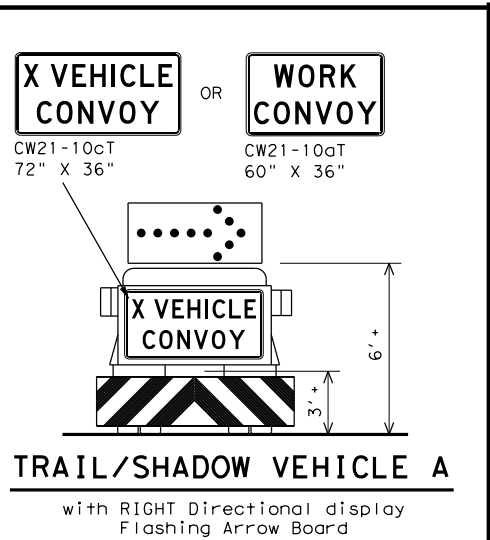 X VEHICLE
CONVOY
OR
WORK
CONVOY
CW21-10cT
72" X 36"
CW21-10aT
60" X 36"
X VEHICLE
CONVOY
6'+
3'+
TRAIL/SHADOW VEHICLE A
with RIGHT Directional display
Flashing Arrow Board